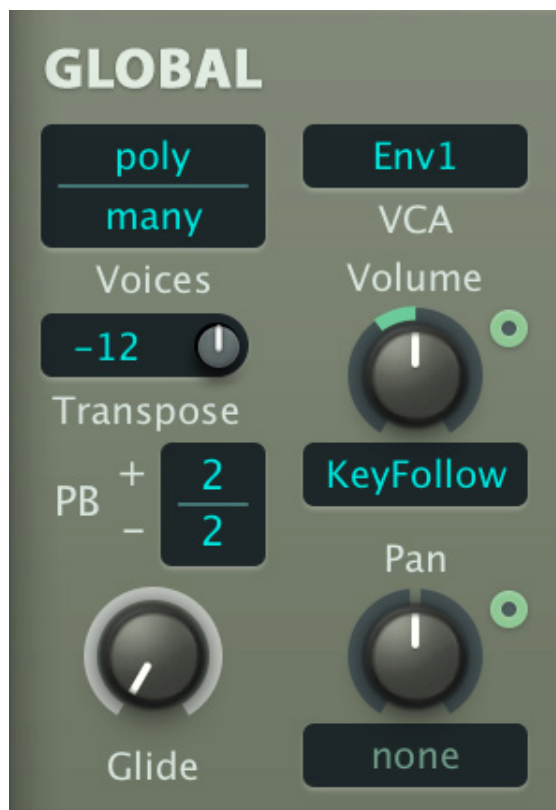 GLOBAL
poly
many
Voices
-12
Transpose
PB + 2
- 2
Glide
Env1
VCA
Volume
KeyFollow
Pan
none